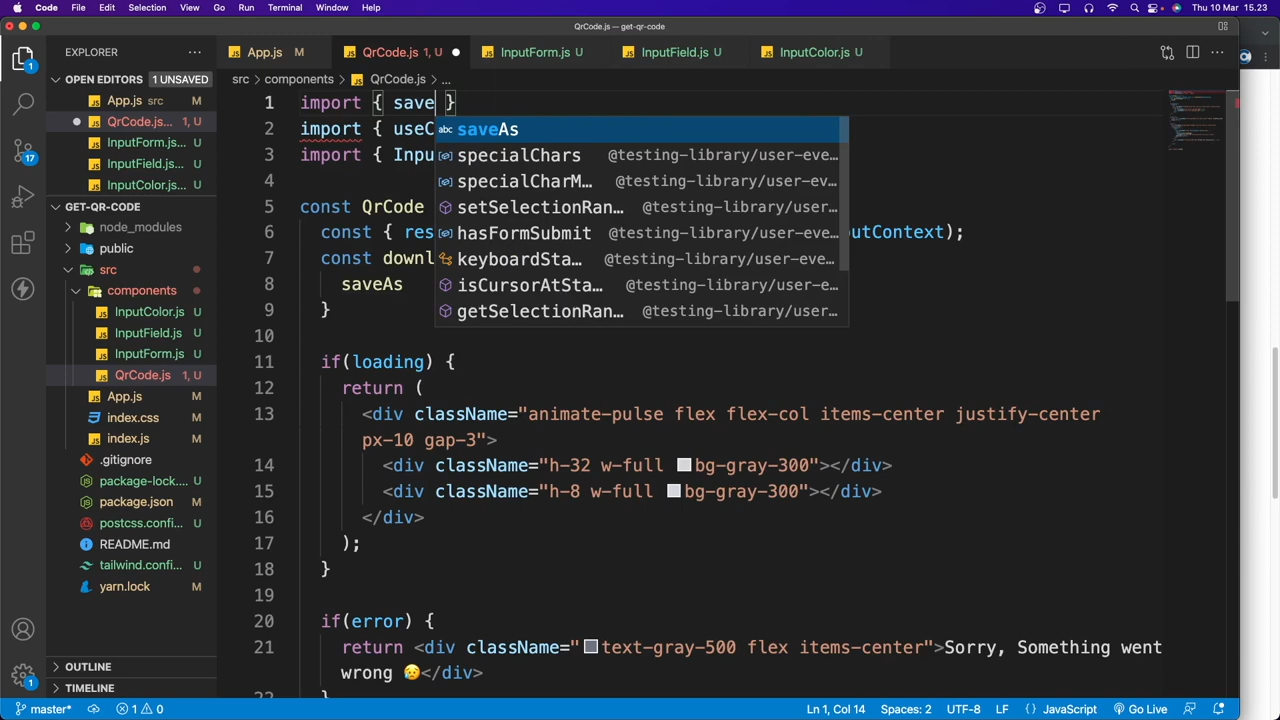 Code File Edit Selection View Go Run Terminal Window Help Thu 10 Mar 15.23
QrCode.js — get-qr-code
EXPLORER
App.js M QrCode.js 1, U InputForm.js U InputField.js U InputColor.js U
src > components > QrCode.js > ...
OPEN EDITORS 1 UNSAVED
App.js src M
QrCode.js... 1, U
InputForm.js... U
InputField.js... U
InputColor.js... U
GET-QR-CODE
node_modules
public
src
components
InputColor.js U
InputField.js U
InputForm.js U
QrCode.js 1, U
App.js M
index.css M
index.js M
.gitignore
package-lock.... U
package.json M
postcss.confi... U
README.md
tailwind.confi... U
yarn.lock M
OUTLINE
TIMELINE
1 import { save }
2 import { useC
3 import { Inpu
4
5 const QrCode
6 const { res utContext);
7 const downl
8 saveAs
9 }
10
11 if(loading) {
12 return (
13 <div className="animate-pulse flex flex-col items-center justify-center
px-10 gap-3">
14 <div className="h-32 w-full bg-gray-300"></div>
15 <div className="h-8 w-full bg-gray-300"></div>
16 </div>
17 );
18 }
19
20 if(error) {
21 return <div className="text-gray-500 flex items-center">Sorry, Something went
wrong 😥</div>
22 }
abc saveAs
specialChars @testing-library/user-eve...
specialCharM... @testing-library/user-ev...
setSelectionRan... @testing-library/user...
hasFormSubmit @testing-library/user-eve...
keyboardSta... @testing-library/user-eve...
isCursorAtSta... @testing-library/user...
getSelectionRan... @testing-library/user...
1
17
1
master* 1 0 Ln 1, Col 14 Spaces: 2 UTF-8 LF {} JavaScript Go Live